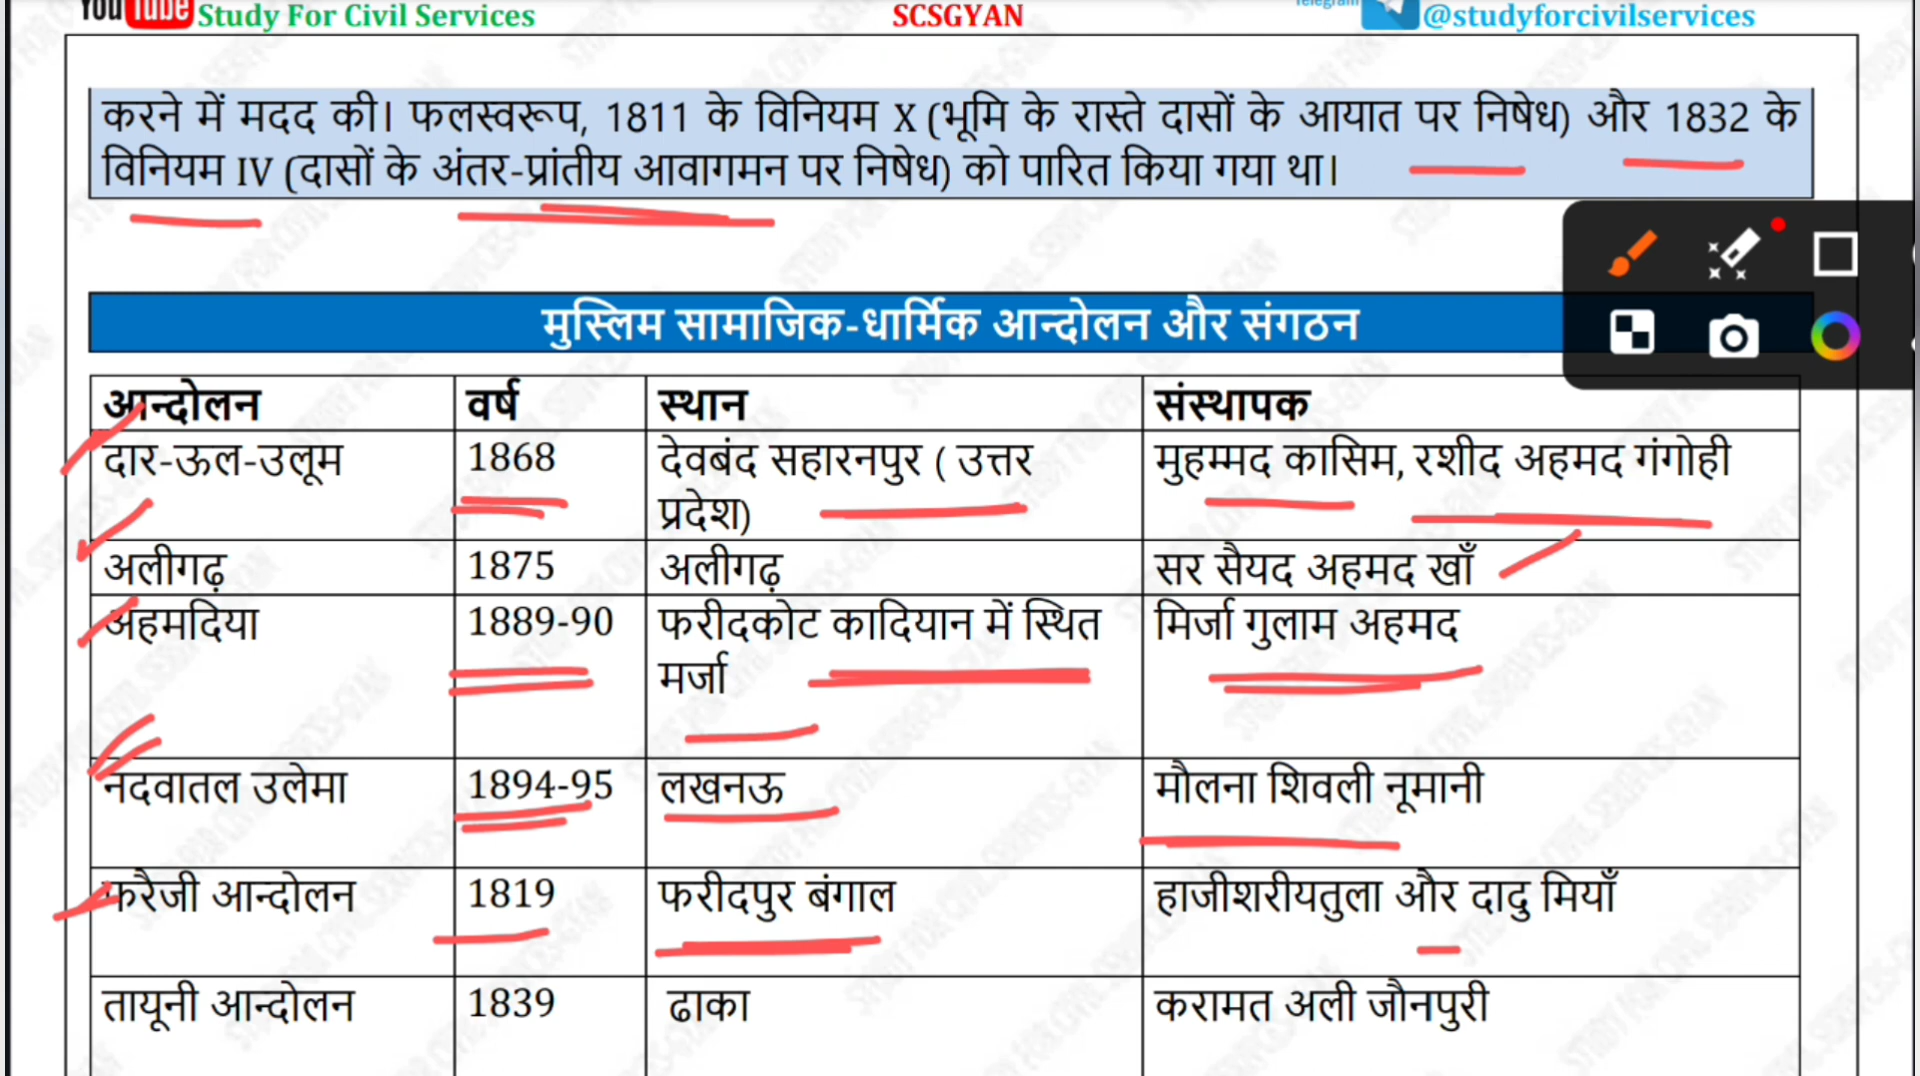 YouTube Study For Civil Services SCSGYAN Telegram @studyforcivilservices
करने में मदद की। फलस्वरूप, 1811 के विनियम X (भूमि के रास्ते दासों के आयात पर निषेध) और 1832 के
विनियम IV (दासों के अंतर-प्रांतीय आवागमन पर निषेध) को पारित किया गया था।
मुस्लिम सामाजिक-धार्मिक आन्दोलन और संगठन
आन्दोलन वर्ष स्थान संस्थापक
दार-ऊल-उलूम 1868 देवबंद सहारनपुर ( उत्तर मुहम्मद कासिम, रशीद अहमद गंगोही
प्रदेश)
अलीगढ़ 1875 अलीगढ़ सर सैयद अहमद खाँ
अहमदिया 1889-90 फरीदकोट कादियान में स्थित मिर्जा गुलाम अहमद
मर्जा
नदवातल उलेमा 1894-95 लखनऊ मौलना शिवली नूमानी
फरैजी आन्दोलन 1819 फरीदपुर बंगाल हाजीशरीयतुला और दादु मियाँ
तायूनी आन्दोलन 1839 ढाका करामत अली जौनपुरी